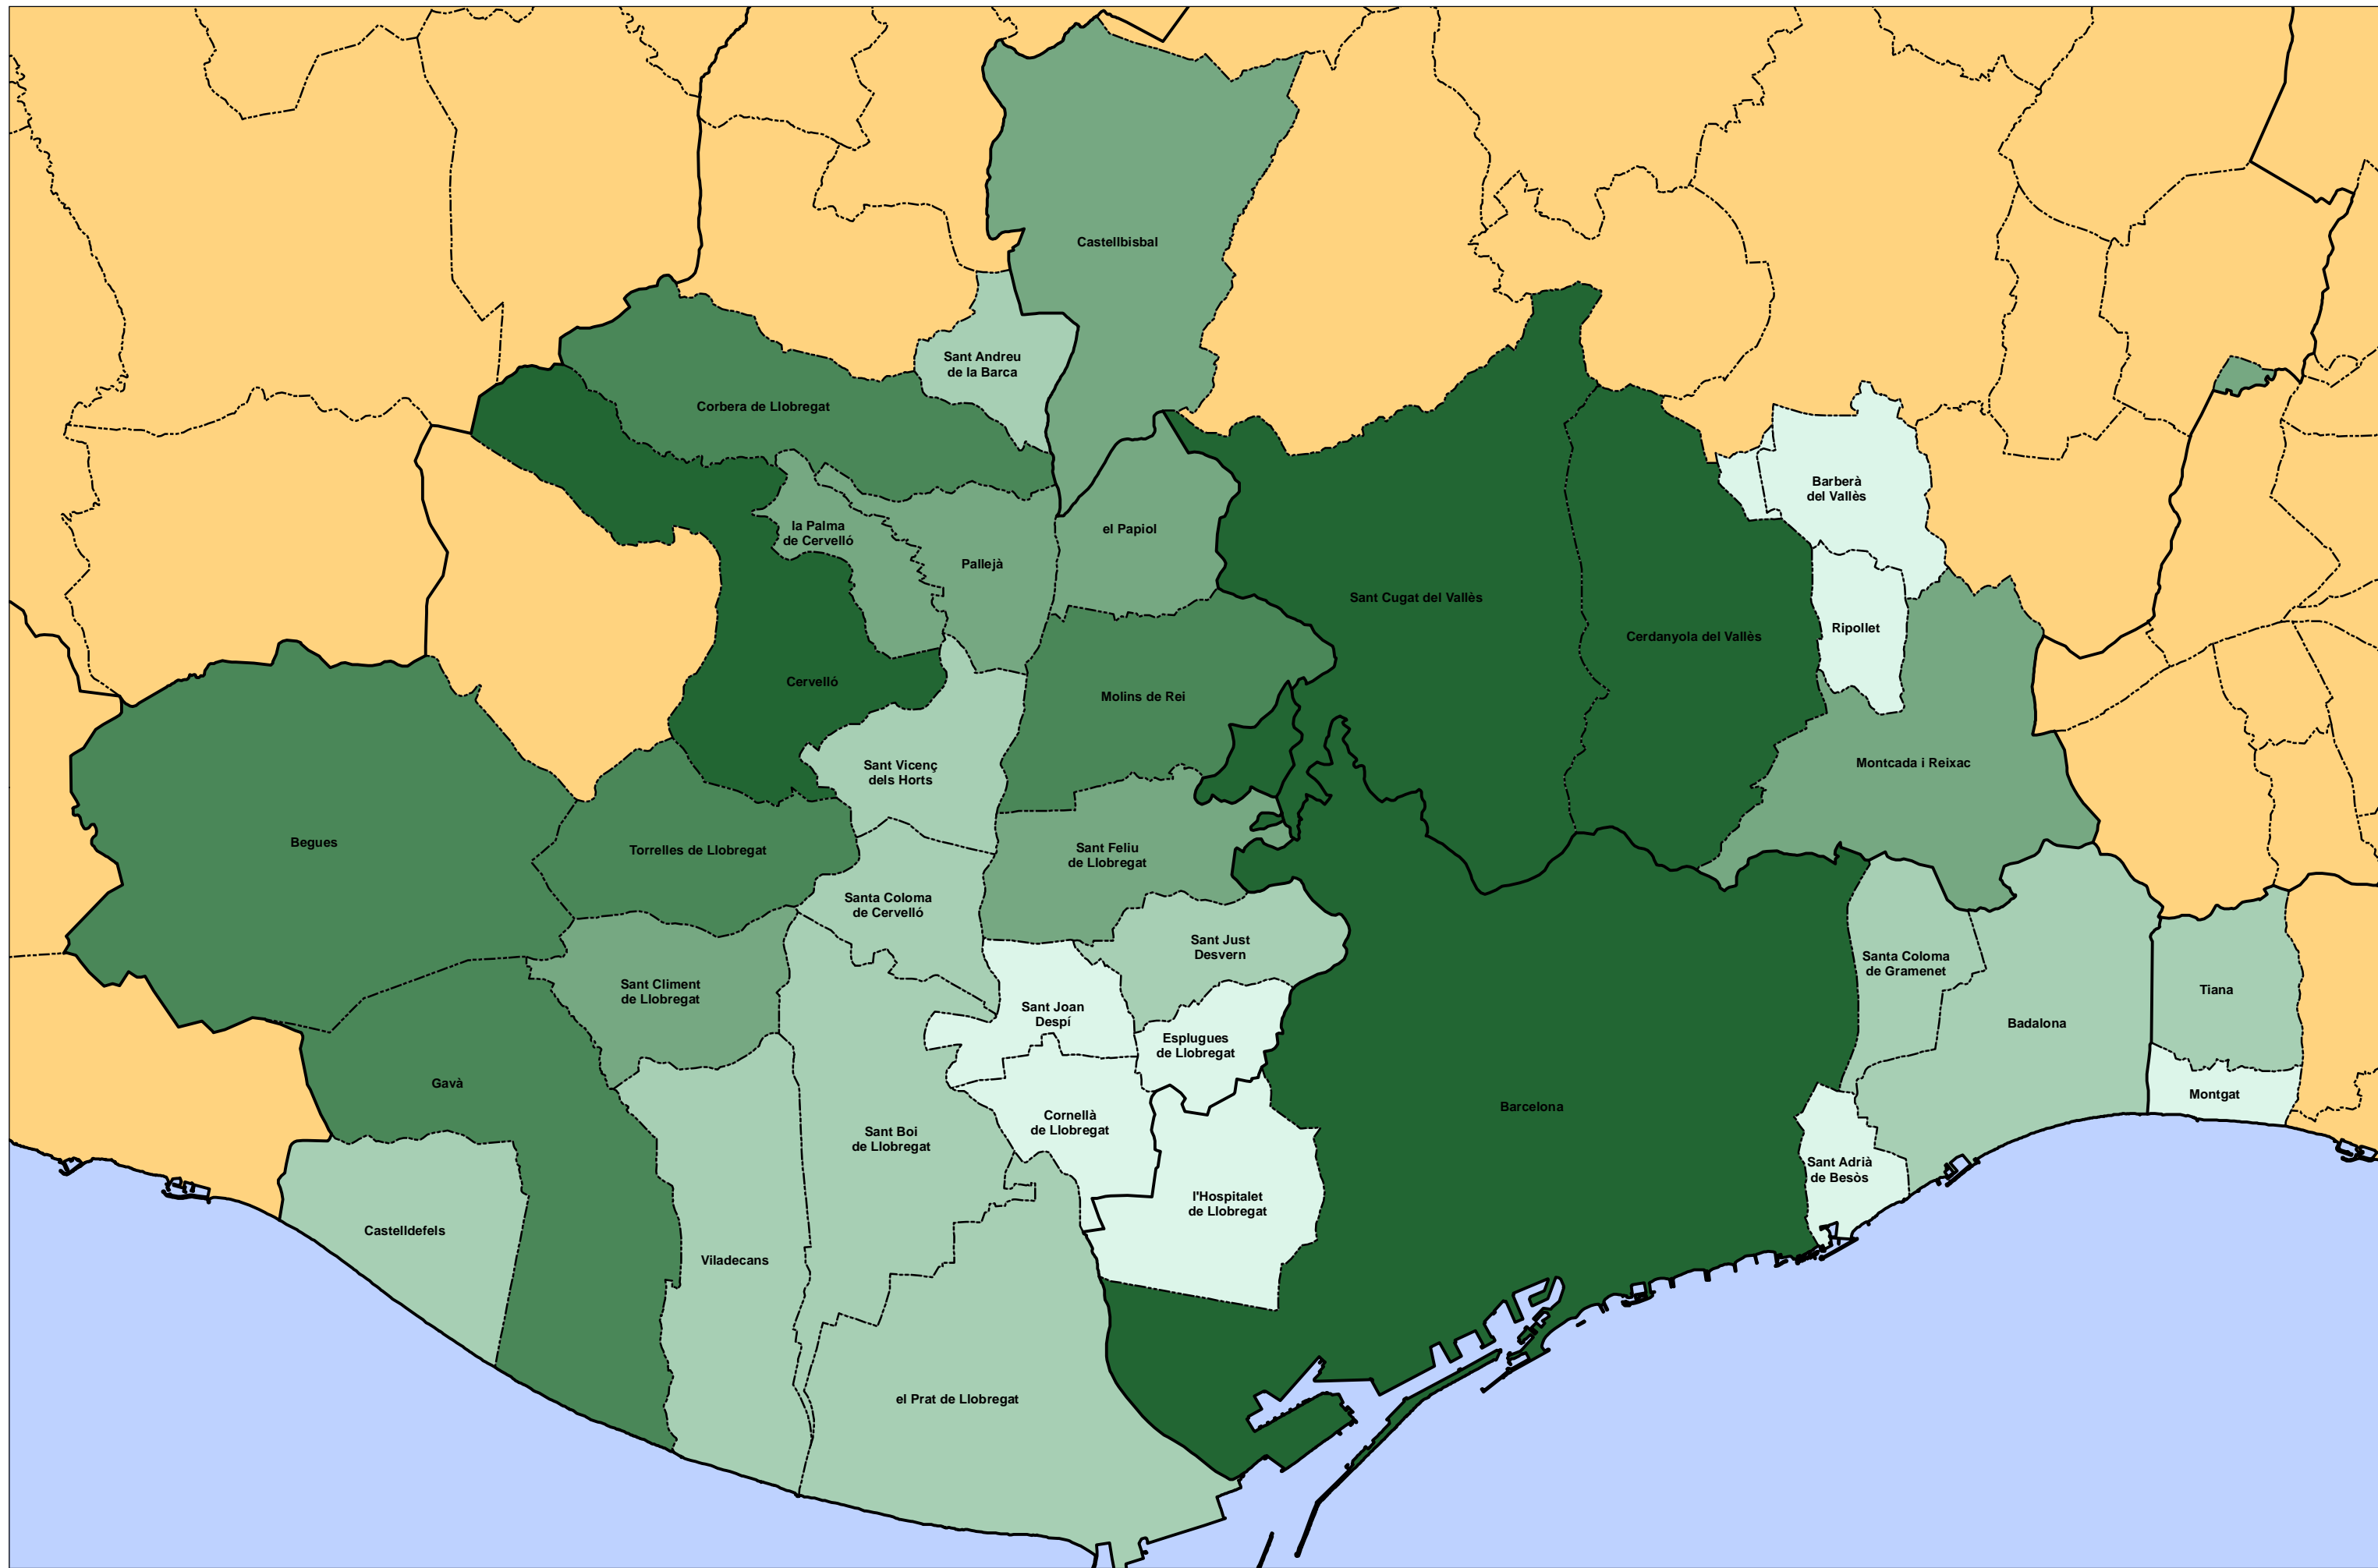 Castellbisbal
Sant Andreu
de la Barca
Corbera de Llobregat
Barberà
del Vallès
la Palma
de Cervelló
el Papiol
Pallejà
Sant Cugat del Vallès
Ripollet
Cerdanyola del Vallès
Cervelló
Molins de Rei
Sant Vicenç
dels Horts
Montcada i Reixac
Begues
Torrelles de Llobregat
Sant Feliu
de Llobregat
Santa Coloma
de Cervelló
Sant Just
Desvern
Santa Coloma
de Gramenet
Sant Climent
de Llobregat
Tiana
Sant Joan
Despí
Badalona
Esplugues
de Llobregat
Gavà
Montgat
Barcelona
Cornellà
de Llobregat
Sant Boi
de Llobregat
Sant Adrià
de Besòs
l'Hospitalet
de Llobregat
Castelldefels
Viladecans
el Prat de Llobregat